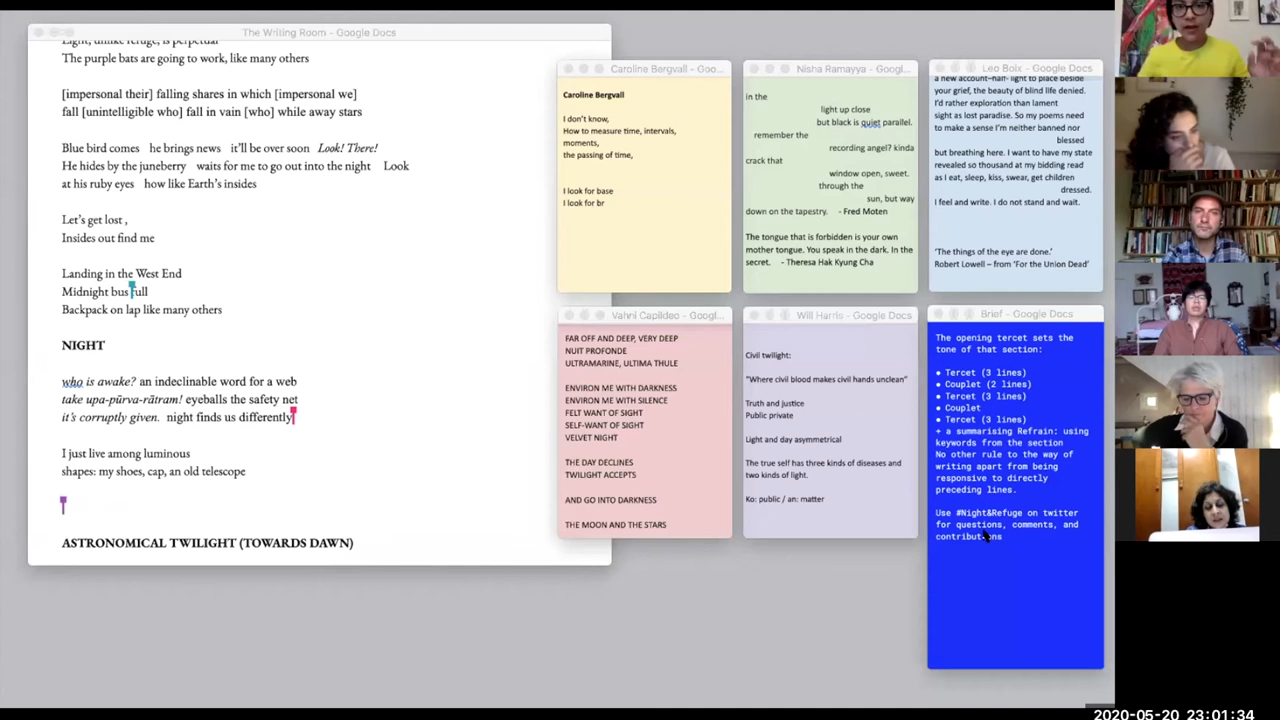 The Writing Room - Google Docs
Light, unlike refuge, is perpetual
The purple bats are going to work, like many others
[impersonal their] falling shares in which [impersonal we]
fall [unintelligible who] fall in vain [who] while away stars
Blue bird comes he brings news it'll be over soon Look! There!
He hides by the juneberry waits for me to go out into the night Look
at his ruby eyes how like Earth's insides
Let's get lost ,
Insides out find me
Landing in the West End
Midnight bus full
Backpack on lap like many others
NIGHT
who is awake? an indeclinable word for a web
take upa-pūrva-rātram! eyeballs the safety net
it's corruptly given. night finds us differently
I just live among luminous
shapes: my shoes, cap, an old telescope
ASTRONOMICAL TWILIGHT (TOWARDS DAWN)
Caroline Bergvall - Goo...
Caroline Bergvall
I don't know,
How to measure time, intervals,
moments,
the passing of time,
I look for base
I look for br
Nisha Ramayya - Googl...
in the
light up close
but black is quiet parallel.
remember the
recording angel? kinda
crack that
window open, sweet.
through the
sun, but way
down on the tapestry. - Fred Moten
The tongue that is forbidden is your own
mother tongue. You speak in the dark. In the
secret. - Theresa Hak Kyung Cha
Leo Boix - Google Docs
a new account–half- light to place beside
your grief, the beauty of blind life denied.
I'd rather exploration than lament
sight as lost paradise. So my poems need
to make a sense I'm neither banned nor
blessed
but breathing here. I want to have my state
revealed so thousand at my bidding read
as I eat, sleep, kiss, swear, get children
dressed.
I feel and write. I do not stand and wait.
'The things of the eye are done.'
Robert Lowell – from 'For the Union Dead'
Vahni Capildeo - Googl...
FAR OFF AND DEEP, VERY DEEP
NUIT PROFONDE
ULTRAMARINE, ULTIMA THULE
ENVIRON ME WITH DARKNESS
ENVIRON ME WITH SILENCE
FELT WANT OF SIGHT
SELF-WANT OF SIGHT
VELVET NIGHT
THE DAY DECLINES
TWILIGHT ACCEPTS
AND GO INTO DARKNESS
THE MOON AND THE STARS
Will Harris - Google Docs
Civil twilight:
"Where civil blood makes civil hands unclean"
Truth and justice
Public private
Light and day asymmetrical
The true self has three kinds of diseases and
two kinds of light.
Ko: public / an: matter
Brief - Google Docs
The opening tercet sets the
tone of that section:
● Tercet (3 lines)
● Couplet (2 lines)
● Tercet (3 lines)
● Couplet
● Tercet (3 lines)
+ a summarising Refrain: using
keywords from the section
No other rule to the way of
writing apart from being
responsive to directly
preceding lines.
Use #Night&Refuge on twitter
for questions, comments, and
contributions
2020-05-20 23:01:34